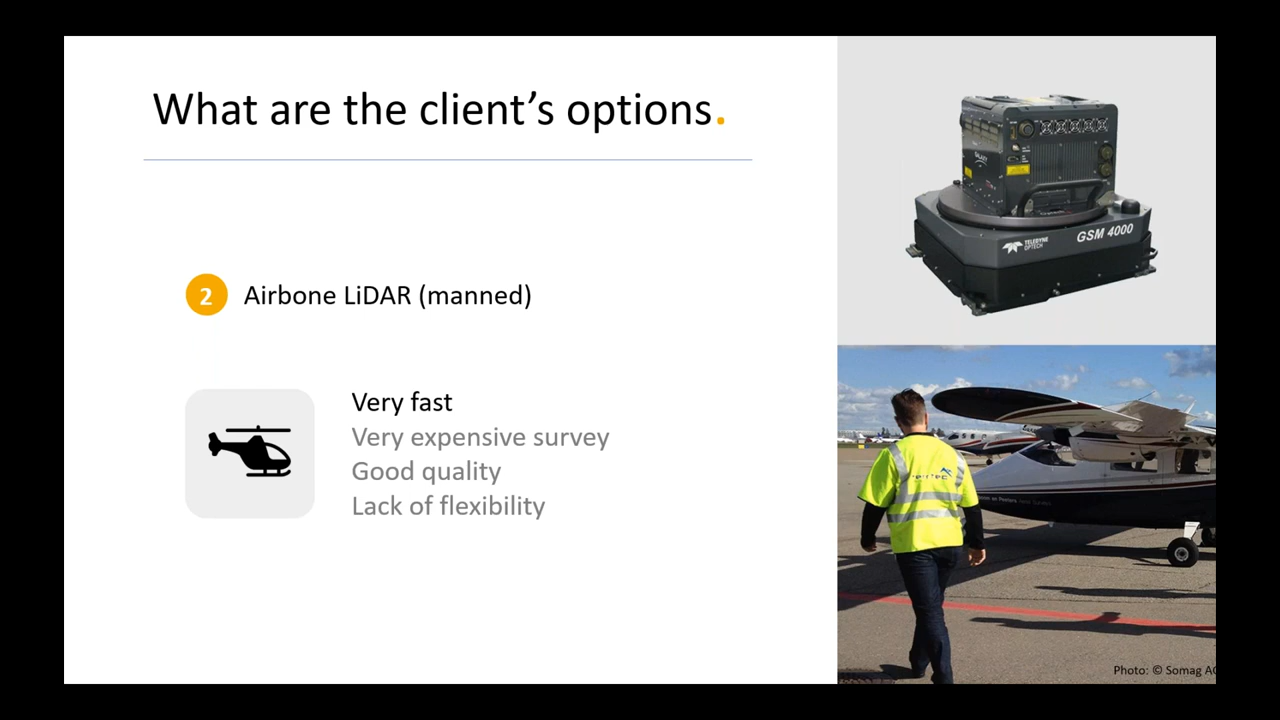 What are the client’s options.
2 Airbone LiDAR (manned)
Very fast
Very expensive survey
Good quality
Lack of flexibility
GALAXY
TELEDYNE
OPTECH
GSM 4000
Photo: © Somag AG